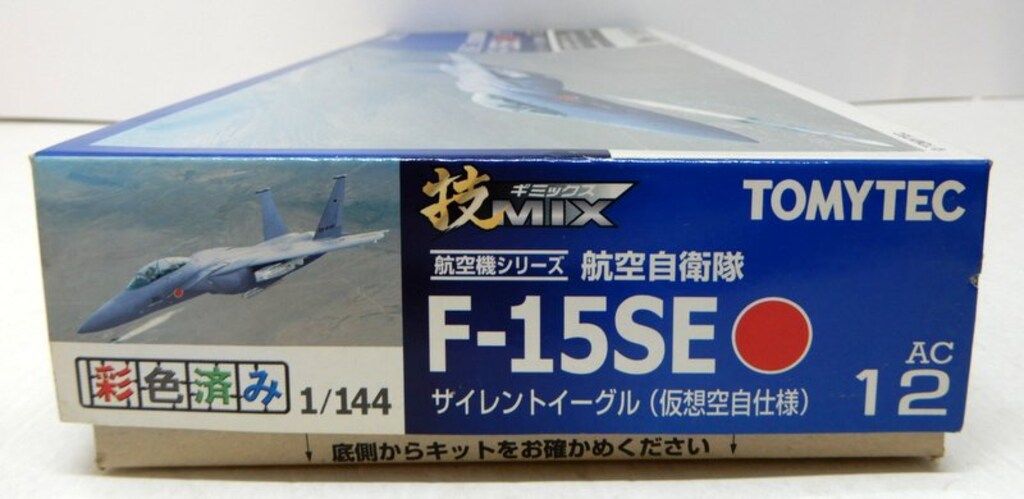 技MIX
ギミックス
TOMYTEC
航空機シリーズ 航空自衛隊
F-15SE
サイレントイーグル(仮想空自仕様)
AC
12
彩色済み 1/144
底側からキットをお確かめください